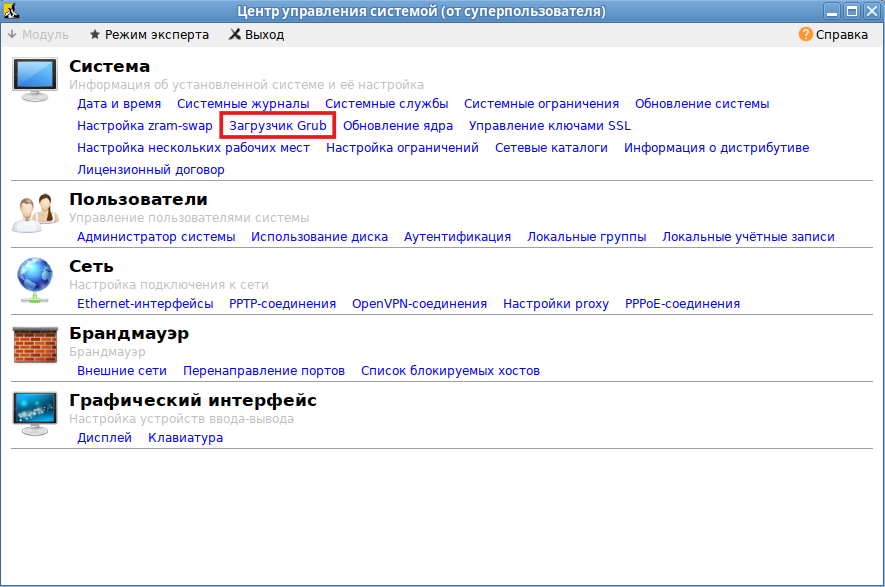 Центр управления системой (от суперпользователя)
Модуль Режим эксперта Выход Справка
Система
Информация об установленной системе и её настройка
Дата и время Системные журналы Системные службы Системные ограничения Обновление системы
Настройка zram-swap Загрузчик Grub Обновление ядра Управление ключами SSL
Настройка нескольких рабочих мест Настройка ограничений Сетевые каталоги Информация о дистрибутиве
Лицензионный договор
Пользователи
Управление пользователями системы
Администратор системы Использование диска Аутентификация Локальные группы Локальные учётные записи
Сеть
Настройка подключения к сети
Ethernet-интерфейсы PPTP-соединения OpenVPN-соединения Настройки proxy PPPoE-соединения
Брандмауэр
Брандмауэр
Внешние сети Перенаправление портов Список блокируемых хостов
Графический интерфейс
Настройка устройств ввода-вывода
Дисплей Клавиатура